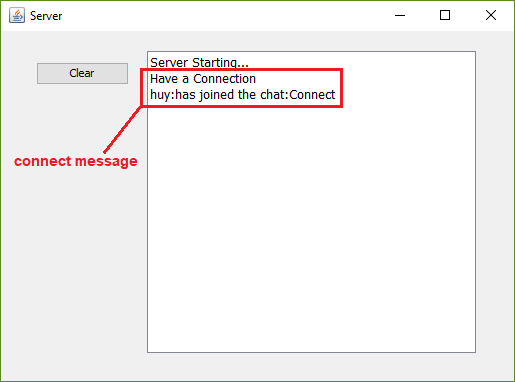 Server
Clear
Server Starting...
Have a Connection
huy:has joined the chat:Connect
connect message